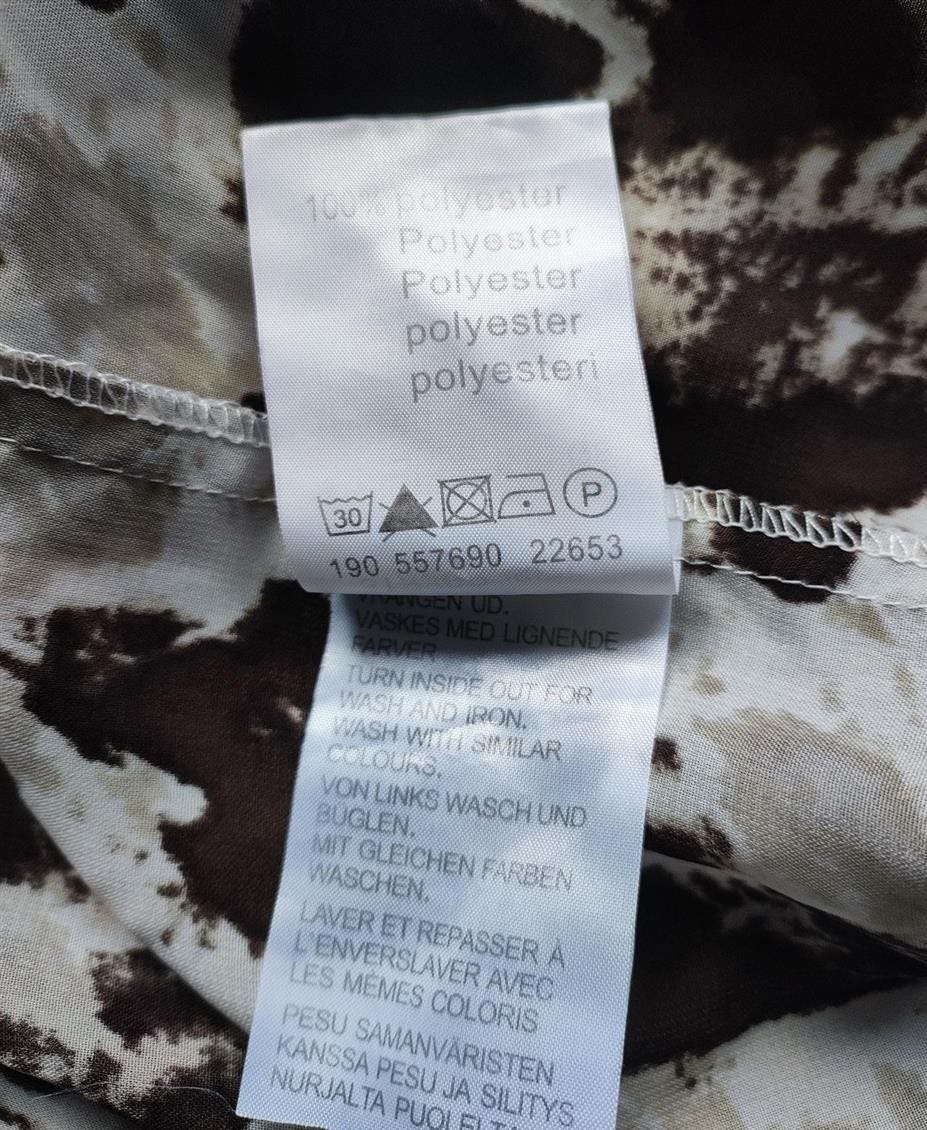 100% polyester
Polyester
Polyester
polyester
polyesteri
30
P
190 557690 22653
VRANGEN UD.
VASKES MED LIGNENDE
FARVER
TURN INSIDE OUT FOR
WASH AND IRON.
WASH WITH SIMILAR
COLOURS.
VON LINKS WASCH UND
BÜGLEN.
MIT GLEICHEN FARBEN
WASCHEN.
LAVER ET REPASSER À
L'ENVERSLAVER AVEC
LES MEMES COLORIS
PESU SAMANVÄRISTEN
KANSSA PESU JA SILITYS
NURJALTA